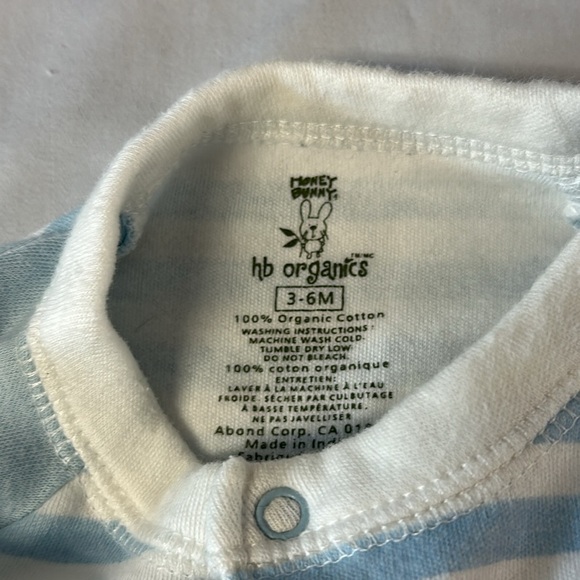 HONEY
BUNNY
hb organics TM/MC
3-6M
100% Organic Cotton
WASHING INSTRUCTIONS:
MACHINE WASH COLD.
TUMBLE DRY LOW
DO NOT BLEACH.
100% coton organique
ENTRETIEN:
LAVER À LA MACHINE À L'EAU
FROIDE. SÉCHER PAR CULBUTAGE
À BASSE TEMPÉRATURE.
NE PAS JAVELLISER
Abond Corp. CA 01
Made in